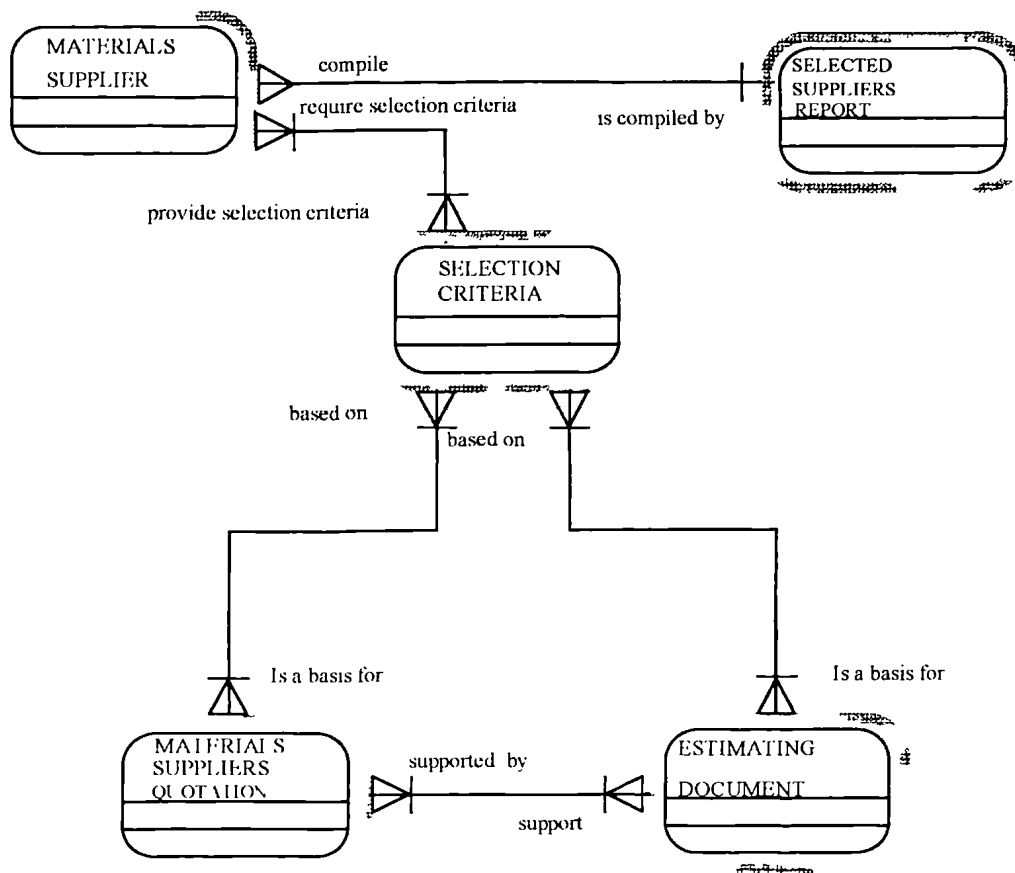 MATERIALS
SUPPLIER
compile
SELECTED
SUPPLIERS
REPORT
require selection criteria
is compiled by
provide selection criteria
SELECTION
CRITERIA
based on
based on
Is a basis for
Is a basis for
MATERIALS
SUPPLIERS
QUOTATION
supported by
support
ESTIMATING
DOCUMENT